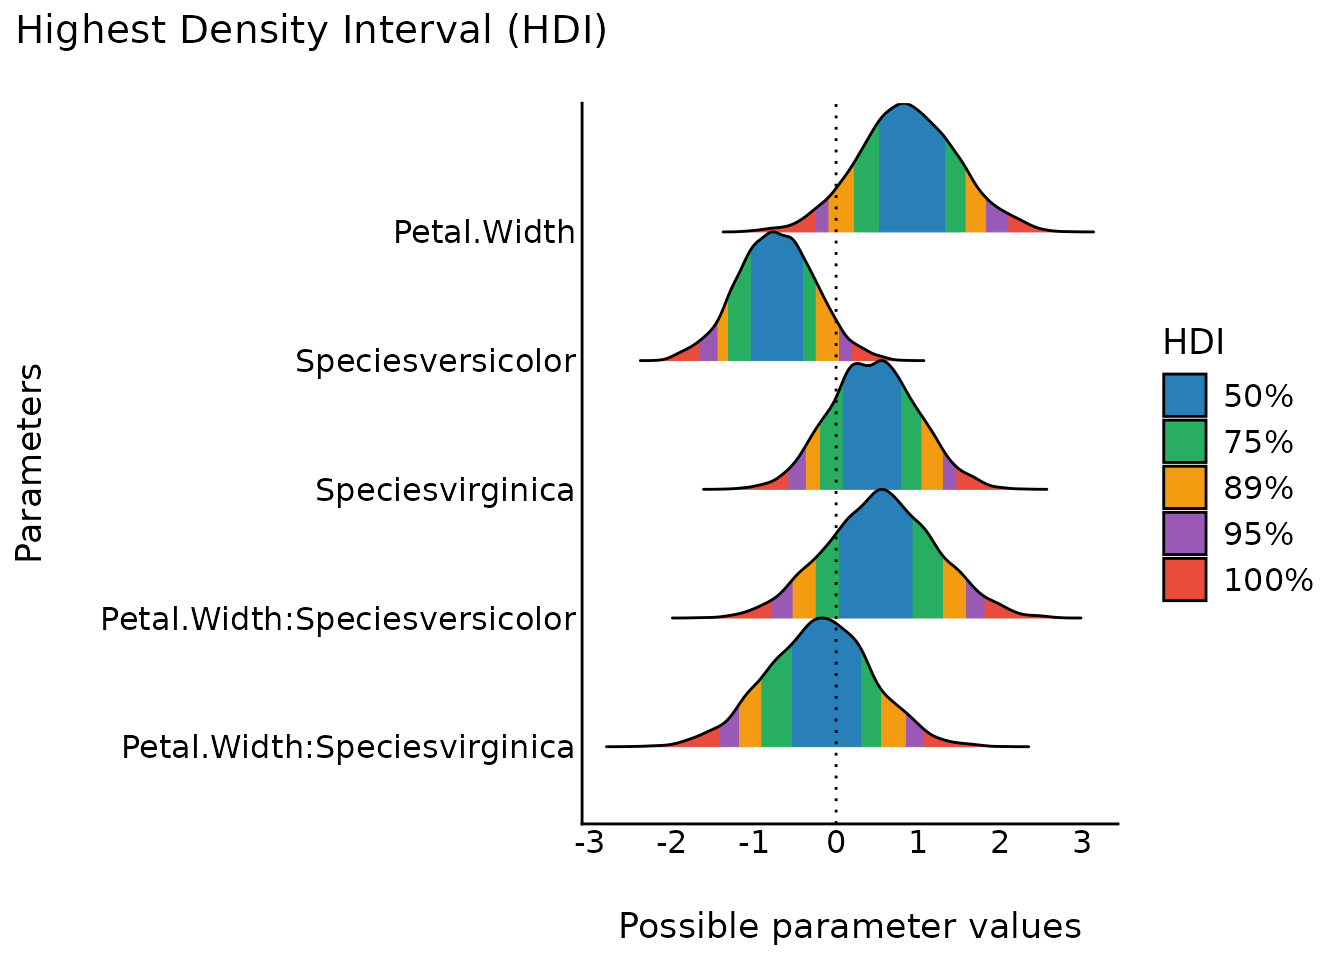 Highest Density Interval (HDI)
Parameters
Petal.Width
Speciesversicolor
Speciesvirginica
Petal.Width:Speciesversicolor
Petal.Width:Speciesvirginica
-3 -2 -1 0 1 2 3
Possible parameter values
HDI
50%
75%
89%
95%
100%